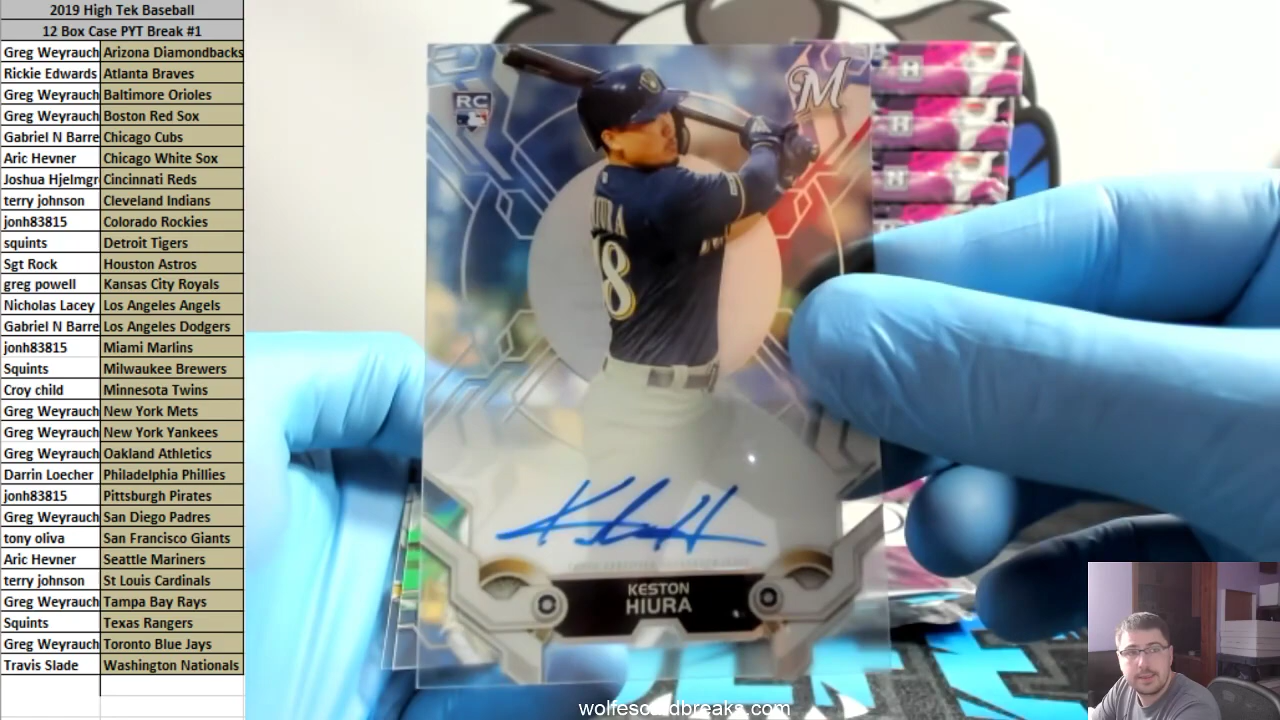 2019 High Tek Baseball
12 Box Case PYT Break #1
Greg Weyrauch Arizona Diamondbacks
Rickie Edwards Atlanta Braves
Greg Weyrauch Baltimore Orioles
Greg Weyrauch Boston Red Sox
Gabriel N Barre Chicago Cubs
Aric Hevner Chicago White Sox
Joshua Hjelmgr Cincinnati Reds
terry johnson Cleveland Indians
jonh83815 Colorado Rockies
squints Detroit Tigers
Sgt Rock Houston Astros
greg powell Kansas City Royals
Nicholas Lacey Los Angeles Angels
Gabriel N Barre Los Angeles Dodgers
jonh83815 Miami Marlins
Squints Milwaukee Brewers
Croy child Minnesota Twins
Greg Weyrauch New York Mets
Greg Weyrauch New York Yankees
Greg Weyrauch Oakland Athletics
Darrin Loecher Philadelphia Phillies
jonh83815 Pittsburgh Pirates
Greg Weyrauch San Diego Padres
tony oliva San Francisco Giants
Aric Hevner Seattle Mariners
terry johnson St Louis Cardinals
Greg Weyrauch Tampa Bay Rays
Squints Texas Rangers
Greg Weyrauch Toronto Blue Jays
Travis Slade Washington Nationals
RC
M
18
KESTON
HIURA
wolfescardbreaks.com